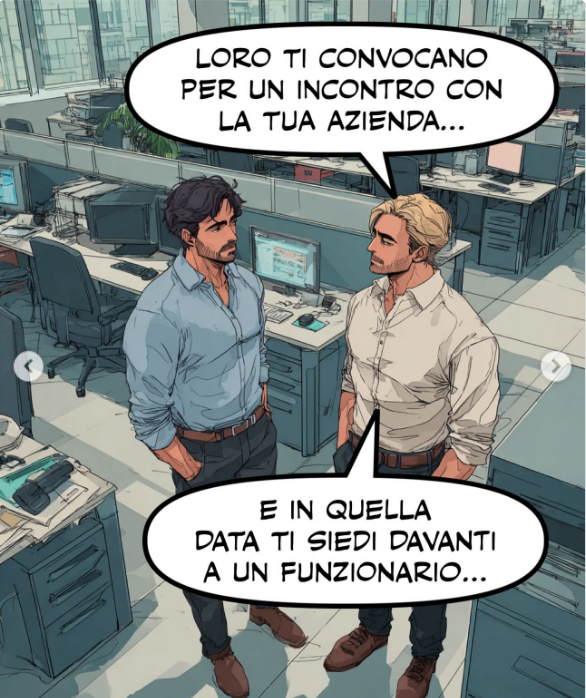 LORO TI CONVOCANO
PER UN INCONTRO CON
LA TUA AZIENDA...
E IN QUELLA
DATA TI SIEDI DAVANTI
A UN FUNZIONARIO...